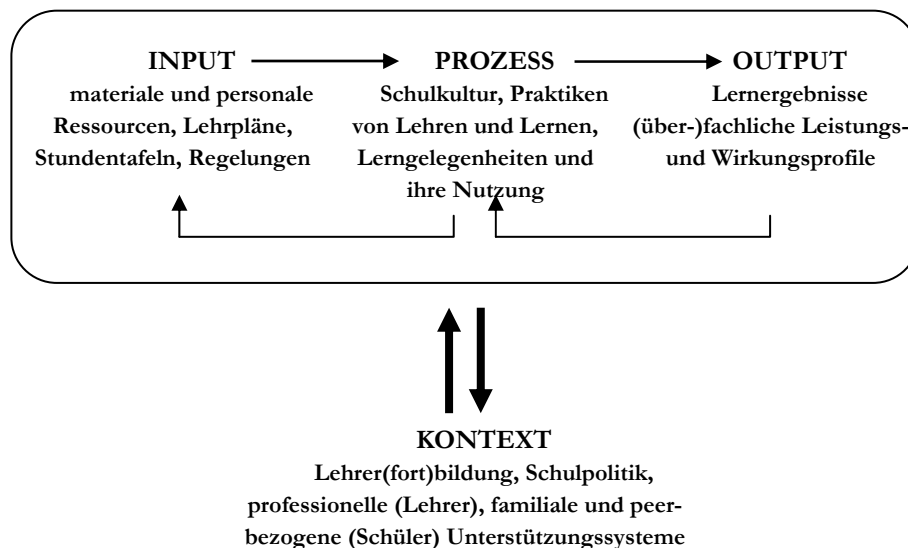 INPUT
materiale und personale
Ressourcen, Lehrpläne,
Stundentafeln, Regelungen
PROZESS
Schulkultur, Praktiken
von Lehren und Lernen,
Lerngelegenheiten und
ihre Nutzung
OUTPUT
Lernergebnisse
(über-)fachliche Leistungs-
und Wirkungsprofile
KONTEXT
Lehrer(fort)bildung, Schulpolitik,
professionelle (Lehrer), familiale und peer-
bezogene (Schüler) Unterstützungssysteme